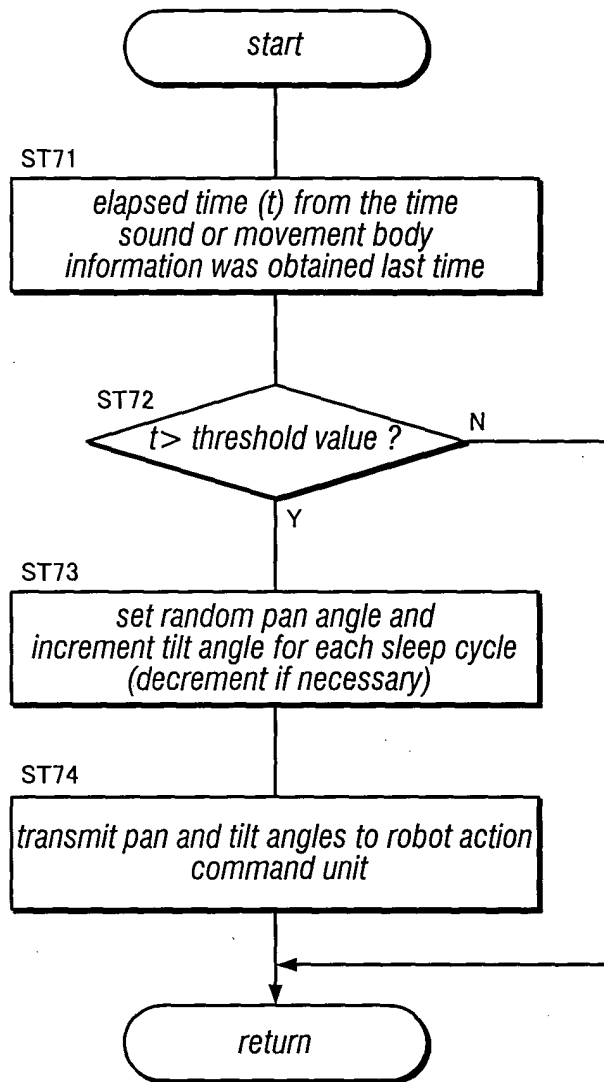 start
ST71
elapsed time (t) from the time
sound or movement body
information was obtained last time
ST72
t> threshold value ?
N
Y
ST73
set random pan angle and
increment tilt angle for each sleep cycle
(decrement if necessary)
ST74
transmit pan and tilt angles to robot action
command unit
return